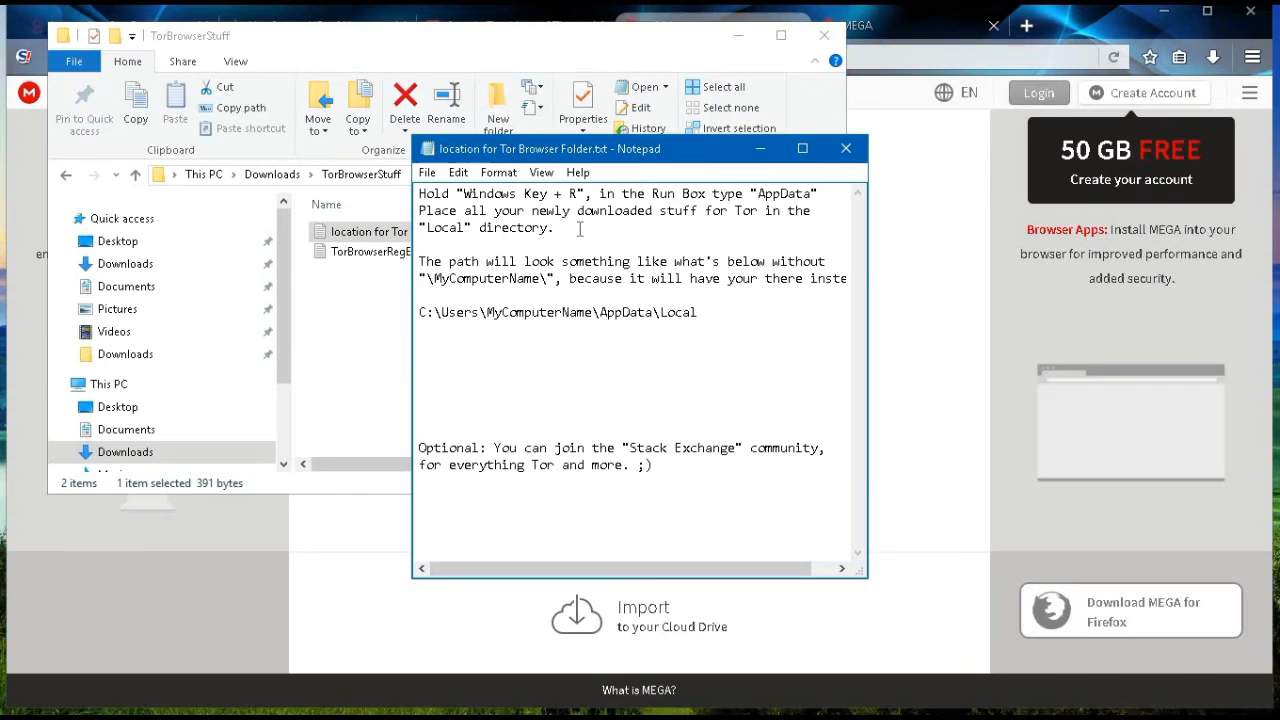 TorBrowserStuff
MEGA
File
Home
Share
View
Pin to Quick
access
Copy
Paste
Cut
Copy path
Paste shortcut
Clipboard
Move
to
Copy
to
Delete
Rename
Organize
New
folder
Properties
Open
Edit
History
Select all
Select none
Invert selection
EN
Login
Create Account
This PC
Downloads
TorBrowserStuff
50 GB FREE
Create your account
Browser Apps: Install MEGA into your
browser for improved performance and
added security.
Quick access
Desktop
Downloads
Documents
Pictures
Videos
Downloads
This PC
Desktop
Documents
Downloads
Name
location for Tor
TorBrowserRegE
2 items 1 item selected 391 bytes
location for Tor Browser Folder.txt - Notepad
File Edit Format View Help
Hold "Windows Key + R", in the Run Box type "AppData"
Place all your newly downloaded stuff for Tor in the
"Local" directory.
The path will look something like what's below without
"\MyComputerName\", because it will have your there inste
C:\Users\MyComputerName\AppData\Local
Optional: You can join the "Stack Exchange" community,
for everything Tor and more. ;)
Import
to your Cloud Drive
Download MEGA for
Firefox
What is MEGA?